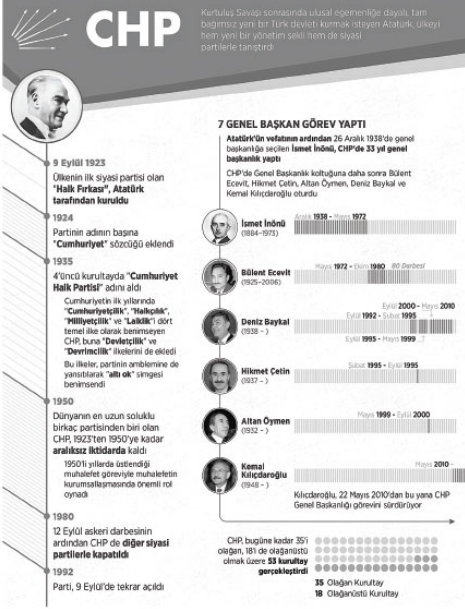 CHP
Kurtuluş Savaşı sonrasında ulusal egemenliğe dayalı, tam
bağımsız yeni bir Türk devleti kurmak isteyen Atatürk, ülkeyi
hem yeni bir yönetim şekli hem de siyasi
partilerle tanıştırdı
9 Eylül 1923
Ülkenin ilk siyasi partisi olan
"Halk Fırkası", Atatürk
tarafından kuruldu
1924
Partinin adının başına
"Cumhuriyet" sözcüğü eklendi
1935
4'üncü kurultayda "Cumhuriyet
Halk Partisi" adını aldı
Cumhuriyetin ilk yıllarında
"Cumhuriyetçilik", "Halkçılık",
"Milliyetçilik" ve "Laiklik"i dört
temel ilke olarak benimseyen
CHP, buna "Devletçilik" ve
"Devrimcilik" ilkelerini de ekledi
Bu ilkeler, partinin amblemine de
yansıtılarak "altı ok" simgesi
benimsendi
1950
Dünyanın en uzun soluklu
birkaç partisinden biri olan
CHP, 1923'ten 1950'ye kadar
aralıksız iktidarda kaldı
1950'li yıllarda üstlendiği
muhalefet göreviyle muhalefetin
kurumsallaşmasında önemli rol
oynadı
1980
12 Eylül askeri darbesinin
ardından CHP de diğer siyasi
partilerle kapatıldı
1992
Parti, 9 Eylül'de tekrar açıldı
7 GENEL BAŞKAN GÖREV YAPTI
Atatürk'ün vefatının ardından 26 Aralık 1938'de genel
başkanlığa seçilen İsmet İnönü, CHP'de 33 yıl genel
başkanlık yaptı
CHP'de Genel Başkanlık koltuğuna daha sonra Bülent
Ecevit, Hikmet Çetin, Altan Öymen, Deniz Baykal ve
Kemal Kılıçdaroğlu oturdu
İsmet İnönü
(1884-1973)
Aralık 1938 - Mayıs 1972
Bülent Ecevit
(1925-2006)
Mayıs 1972 - Ekim 1980 80 Darbesi
Deniz Baykal
(1938 - )
Eylül 2000 - Mayıs 2010
Eylül 1992 - Şubat 1995
Eylül 1995 - Mayıs 1999
Hikmet Çetin
(1937 - )
Şubat 1995 - Eylül 1995
Altan Öymen
(1932 - )
Mayıs 1999 - Eylül 2000
Kemal
Kılıçdaroğlu
(1948 - )
Mayıs 2010 -
Kılıçdaroğlu, 22 Mayıs 2010'dan bu yana CHP
Genel Başkanlığı görevini sürdürüyor
CHP, bugüne kadar 35'i
olağan, 18'i de olağanüstü
olmak üzere 53 kurultay
gerçekleştirdi
35 Olağan Kurultay
18 Olağanüstü Kurultay